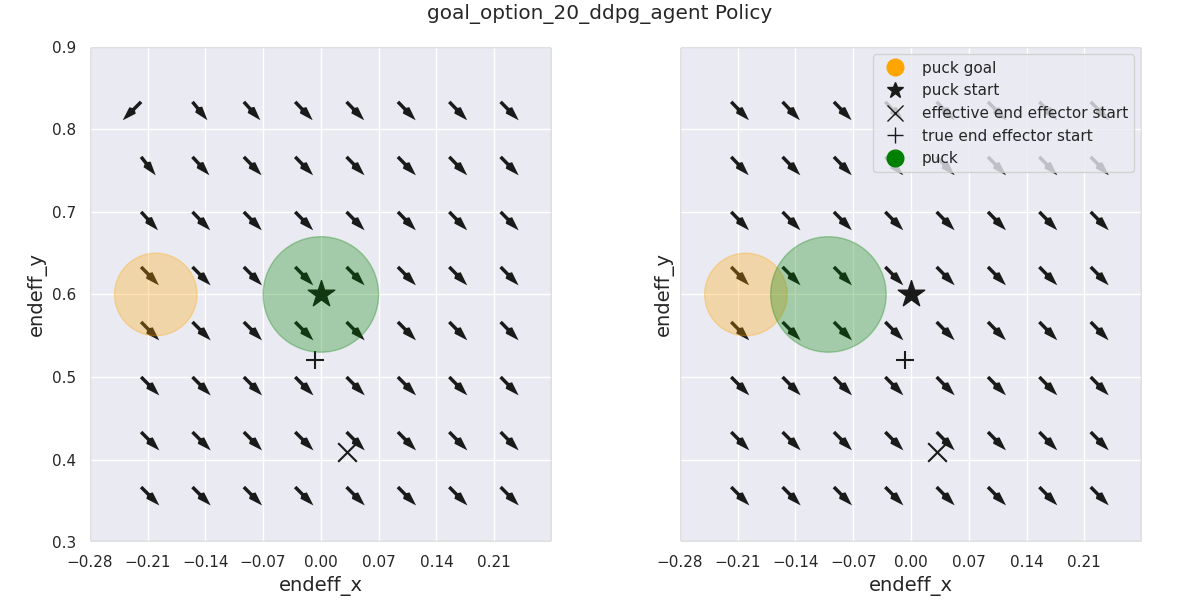 goal_option_20_ddpg_agent Policy
0.9
0.8
0.7
0.6
0.5
0.4
0.3
endeff_y
−0.28 −0.21 −0.14 −0.07 0.00 0.07 0.14 0.21
endeff_x
puck goal
puck start
effective end effector start
true end effector start
puck
endeff_y
−0.28 −0.21 −0.14 −0.07 0.00 0.07 0.14 0.21
endeff_x